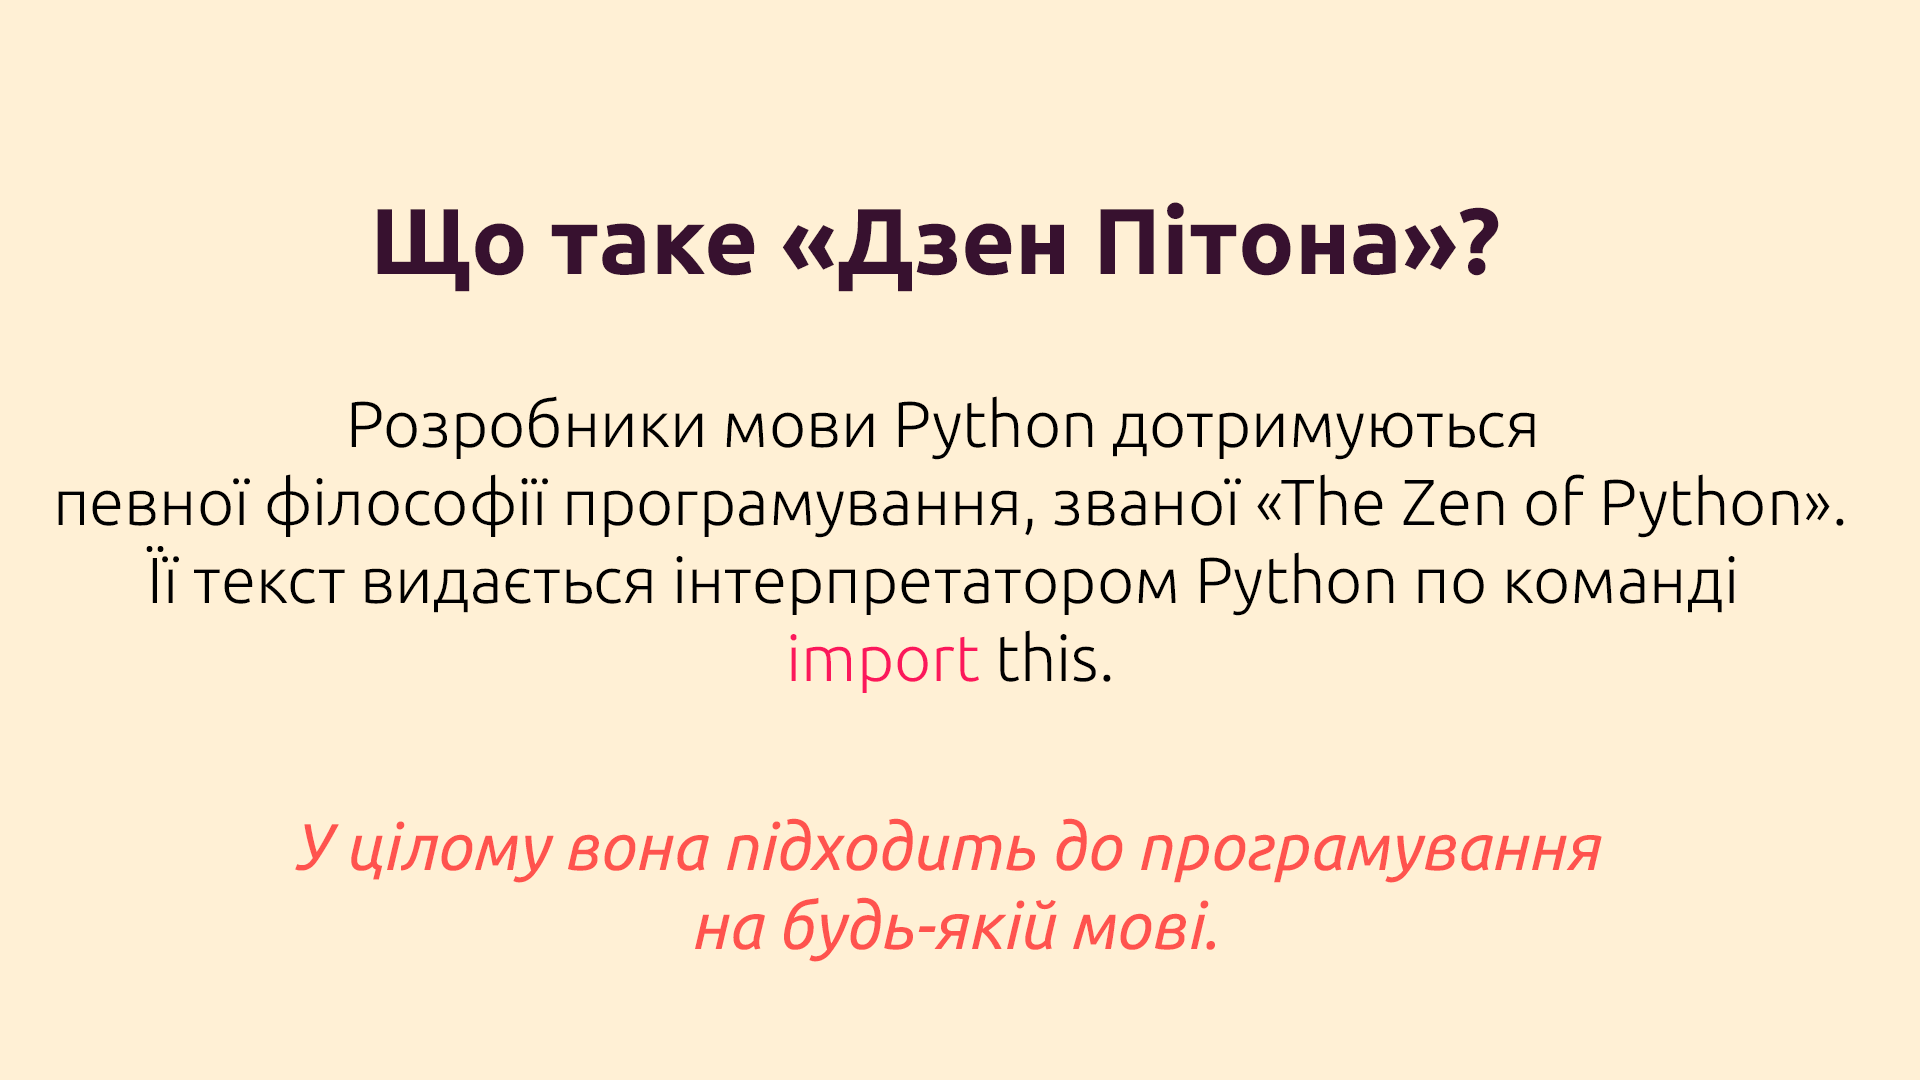 Що таке «Дзен Пітона»?
Розробники мови Python дотримуються
певної філософії програмування, званої «The Zen of Python».
Її текст видається інтерпретатором Python по команді
import this.
У цілому вона підходить до програмування
на будь-якій мові.